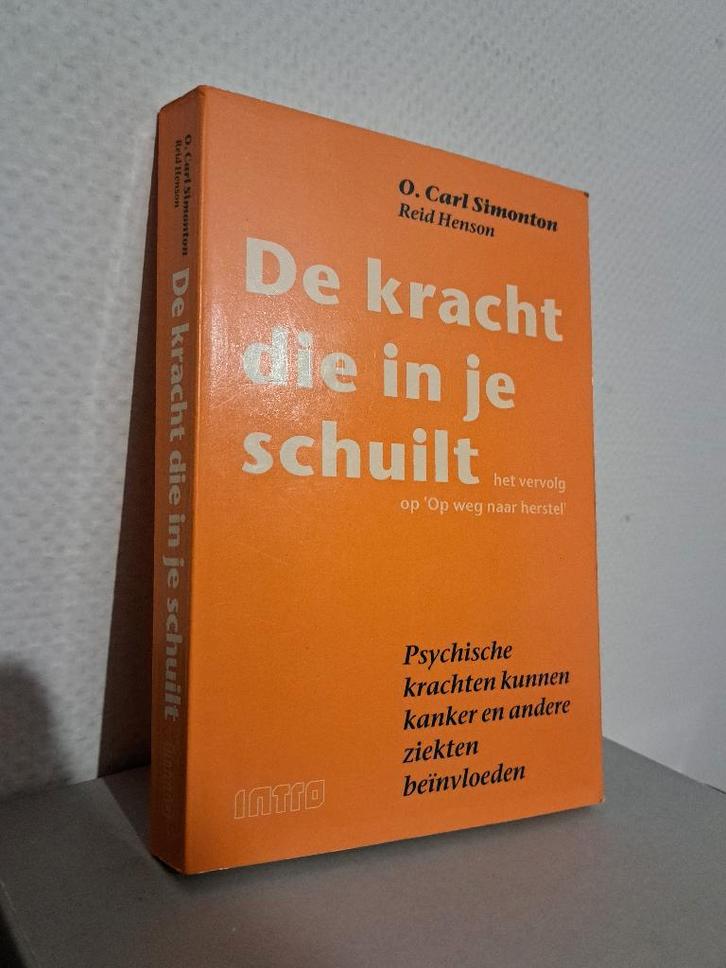 O. Carl Simonton
Reid Henson
De kracht
die in je
schuilt
het vervolg
op 'Op weg naar herstel'
Psychische
krachten kunnen
kanker en andere
ziekten
beïnvloeden
INTRO
O. Carl Simonton
Reid Henson
De kracht die in je schuilt